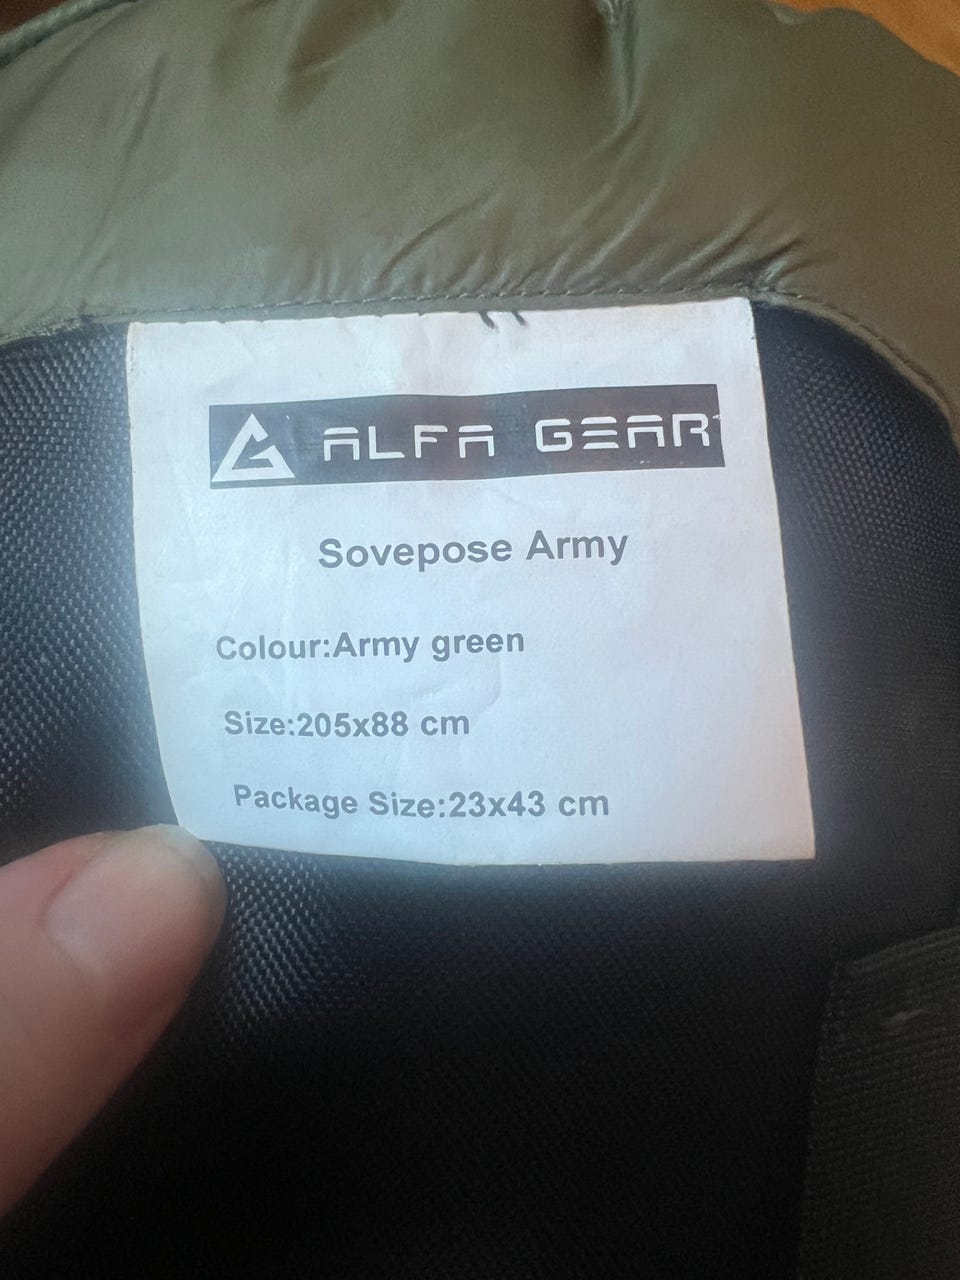 ALFA GEAR
Sovepose Army
Colour:Army green
Size:205x88 cm
Package Size:23x43 cm